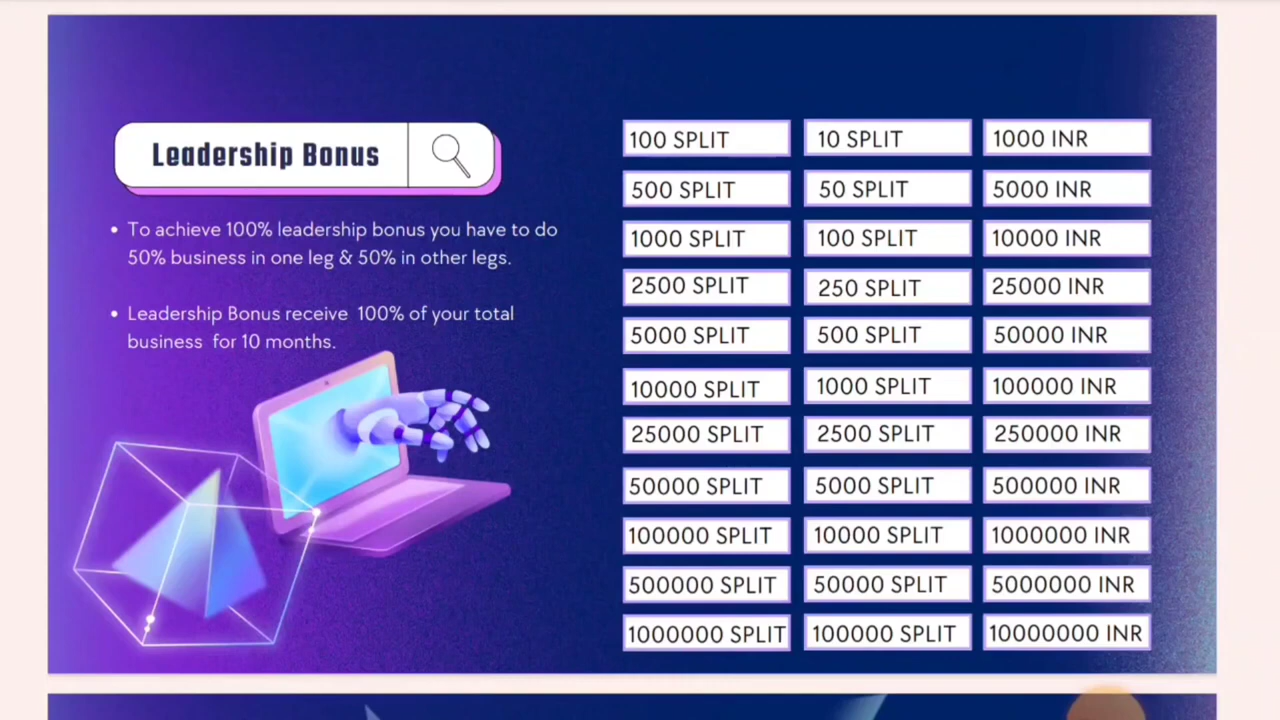 Leadership Bonus
• To achieve 100% leadership bonus you have to do
50% business in one leg & 50% in other legs.
• Leadership Bonus receive 100% of your total
business for 10 months.
100 SPLIT 10 SPLIT 1000 INR
500 SPLIT 50 SPLIT 5000 INR
1000 SPLIT 100 SPLIT 10000 INR
2500 SPLIT 250 SPLIT 25000 INR
5000 SPLIT 500 SPLIT 50000 INR
10000 SPLIT 1000 SPLIT 100000 INR
25000 SPLIT 2500 SPLIT 250000 INR
50000 SPLIT 5000 SPLIT 500000 INR
100000 SPLIT 10000 SPLIT 1000000 INR
500000 SPLIT 50000 SPLIT 5000000 INR
1000000 SPLIT 100000 SPLIT 10000000 INR